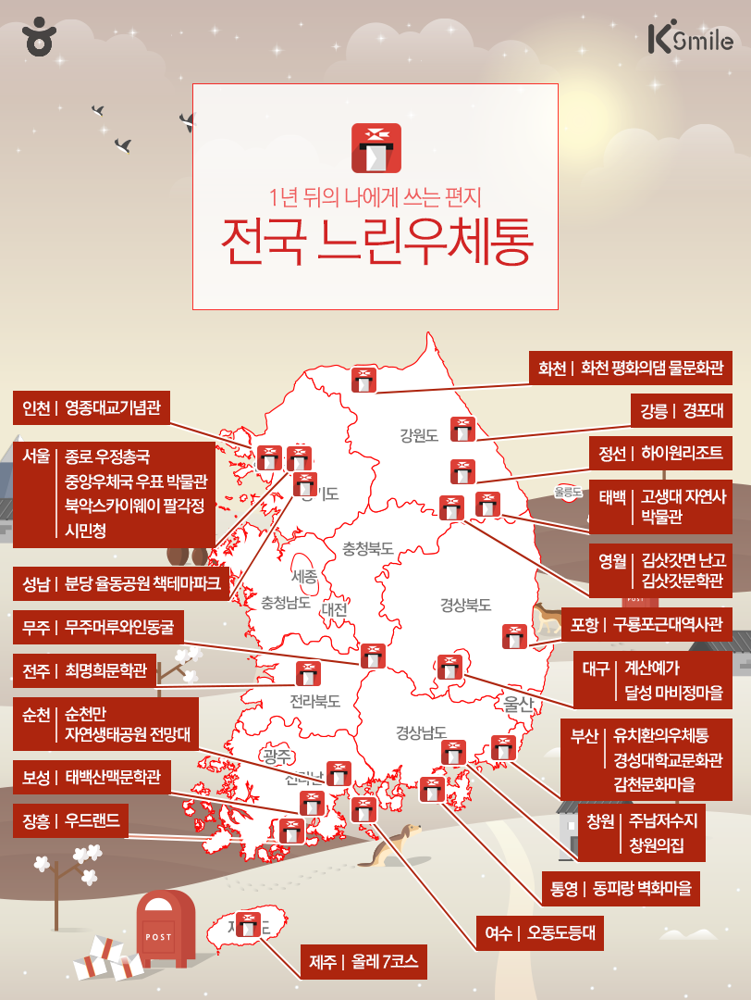 K Smile
1년 뒤의 나에게 쓰는 편지
전국 느린우체통
화천 | 화천 평화의댐 물문화관
인천 | 영종대교기념관
강릉 | 경포대
강원도
서울 | 종로 우정총국
중앙우체국 우표 박물관
북악스카이웨이 팔각정
시민청
정선 | 하이원리조트
울릉도
태백 | 고생대 자연사
박물관
기도
충청북도
영월 | 김삿갓면 난고
김삿갓문학관
성남 | 분당 율동공원 책테마파크
세종
충청남도
대전
경상북도
POST
무주 | 무주머루와인동굴
포항 | 구룡포근대역사관
전주 | 최명희문학관
대구 | 계산예가
달성 마비정마을
전라북도
울산
순천 | 순천만
자연생태공원 전망대
경상남도
부산 | 유치환의우체통
경성대학교문화관
감천문화마을
광주
전라남
보성 | 태백산맥문학관
장흥 | 우드랜드
창원 | 주남저수지
창원의집
통영 | 동피랑 벽화마을
여수 | 오동도등대
제 도
POST
제주 | 올레 7코스